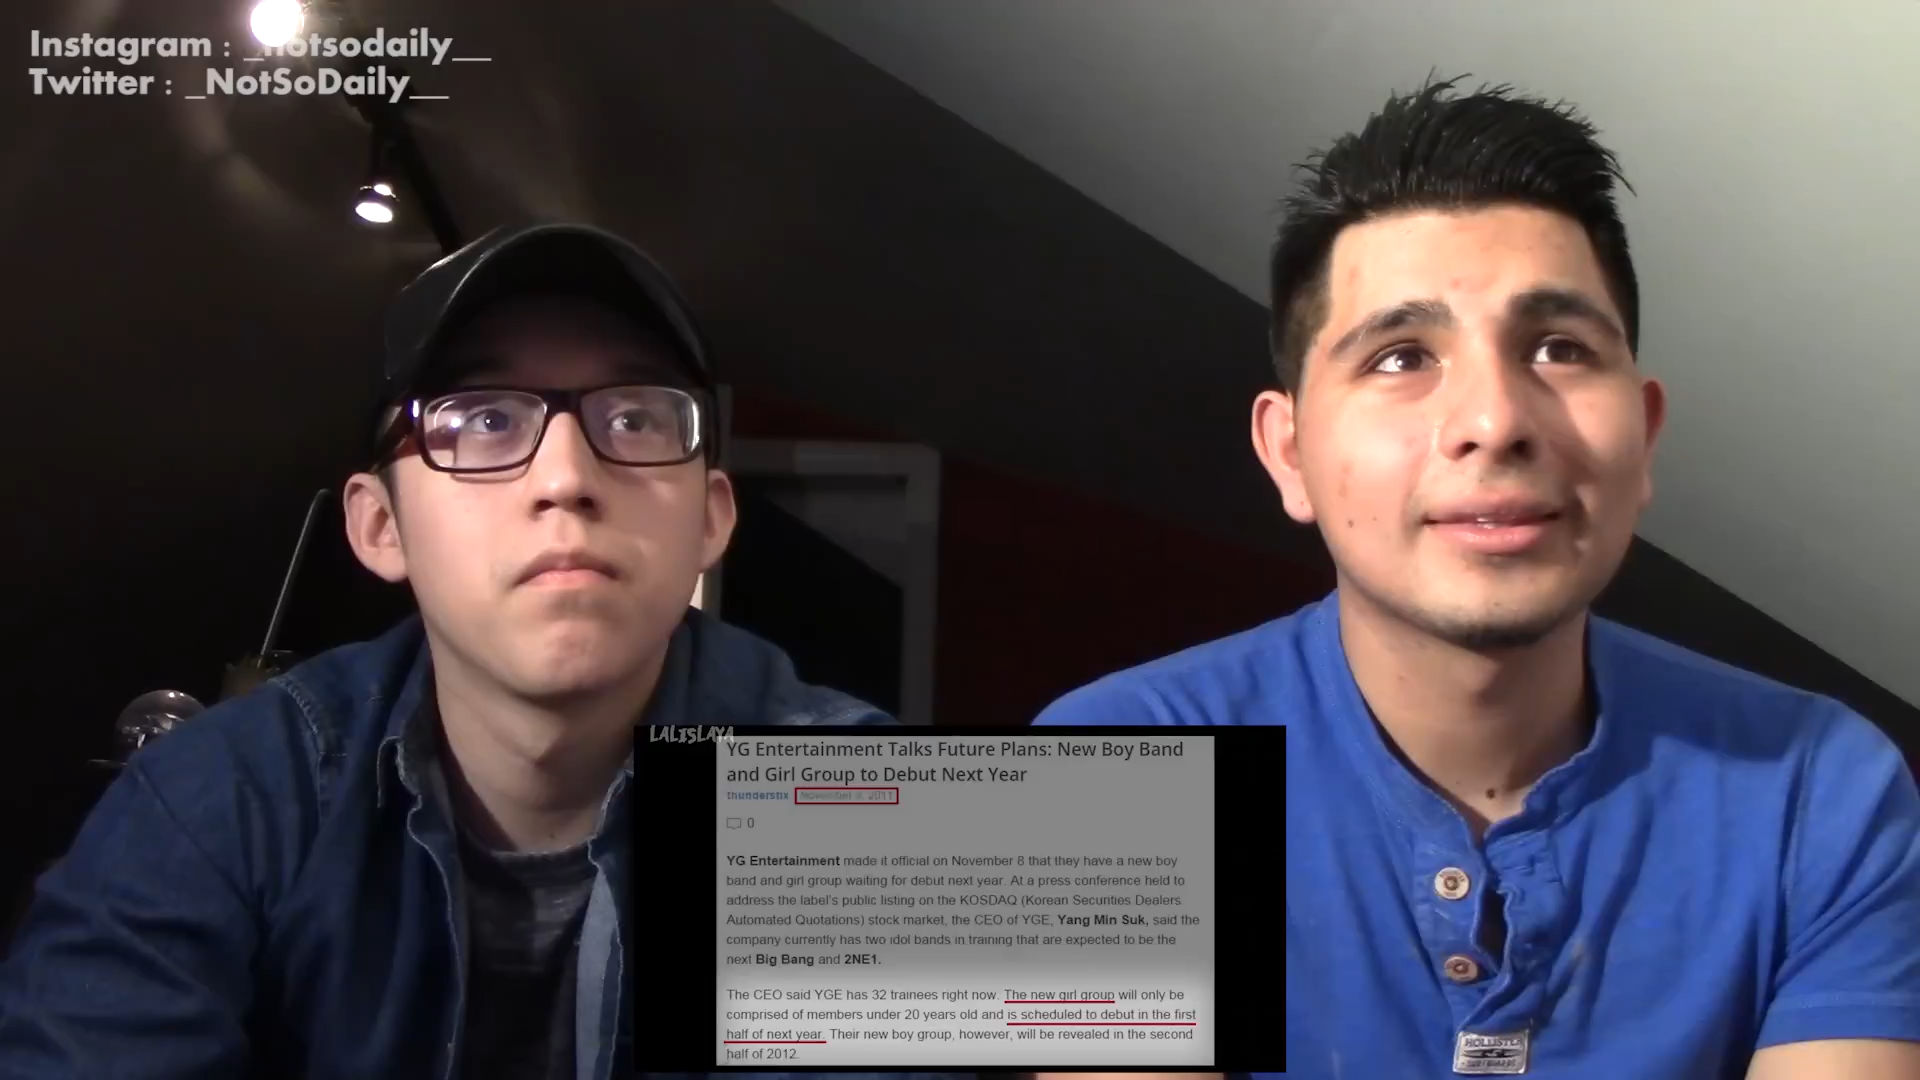 Instagram : _notsodaily__
Twitter : _NotSoDaily__
LALISLAYA
YG Entertainment Talks Future Plans: New Boy Band
and Girl Group to Debut Next Year
thunderstix November 9, 2011
0
YG Entertainment made it official on November 8 that they have a new boy
band and girl group waiting for debut next year. At a press conference held to
address the label's public listing on the KOSDAQ (Korean Securities Dealers
Automated Quotations) stock market, the CEO of YGE, Yang Min Suk, said the
company currently has two idol bands in training that are expected to be the
next Big Bang and 2NE1.
The CEO said YGE has 32 trainees right now. The new girl group will only be
comprised of members under 20 years old and is scheduled to debut in the first
half of next year. Their new boy group, however, will be revealed in the second
half of 2012.
HOLLISTER